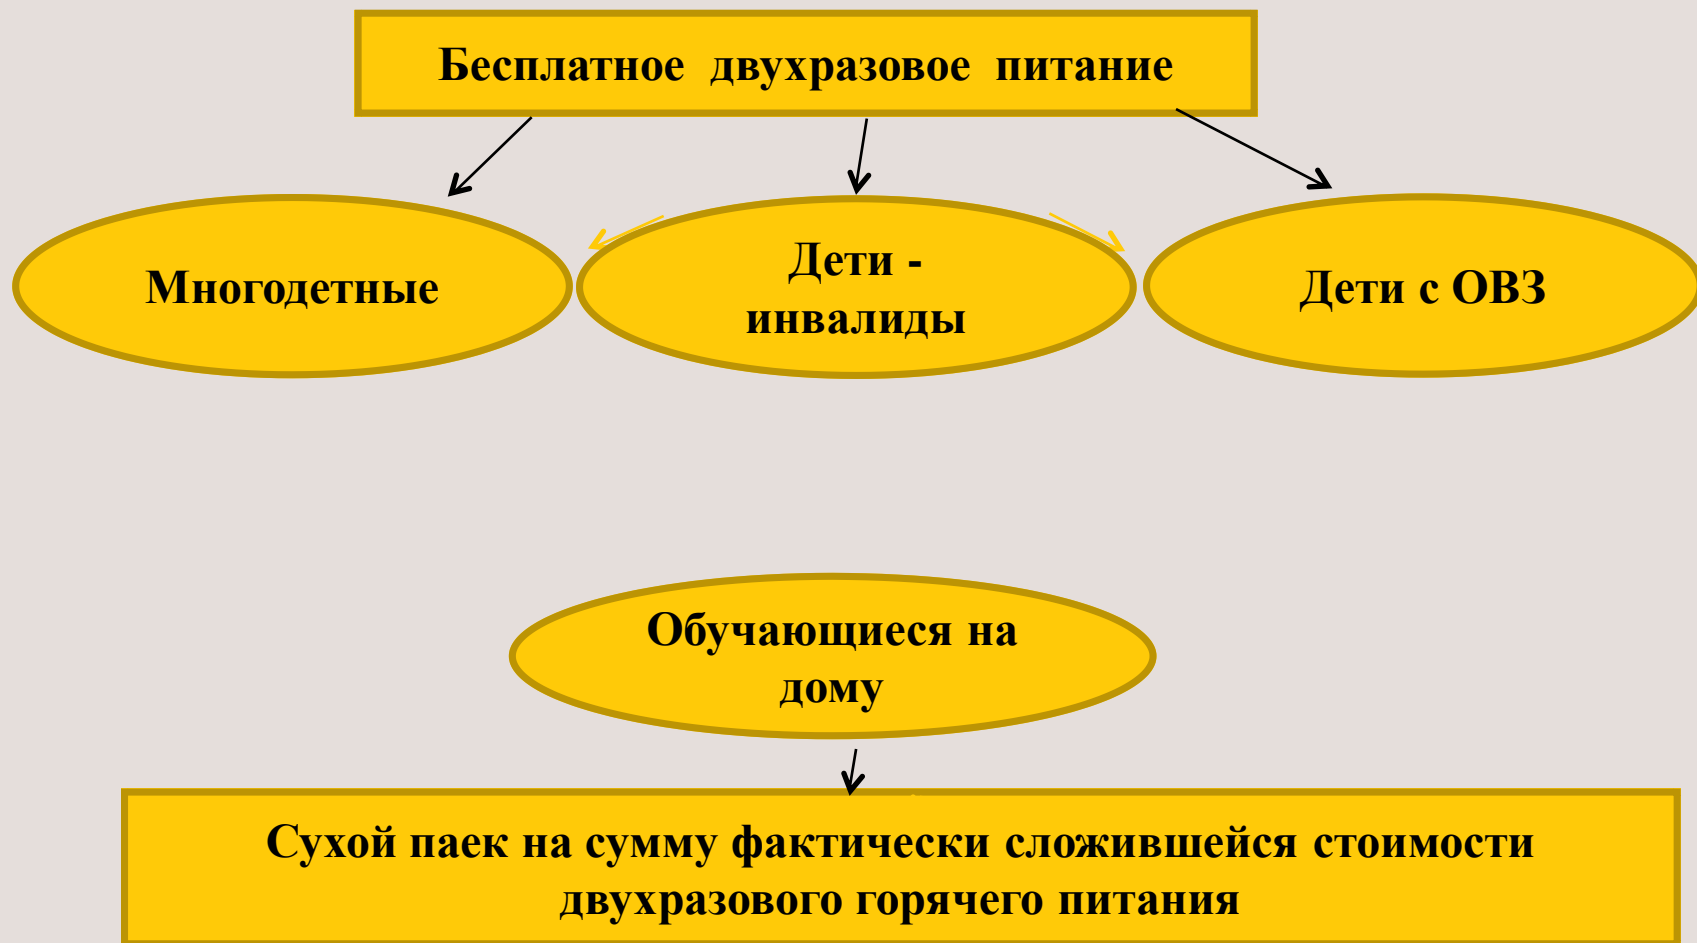 Бесплатное двухразовое питание
Многодетные
Дети -
инвалиды
Дети с ОВЗ
Обучающиеся на
дому
Сухой паек на сумму фактически сложившейся стоимости
двухразового горячего питания